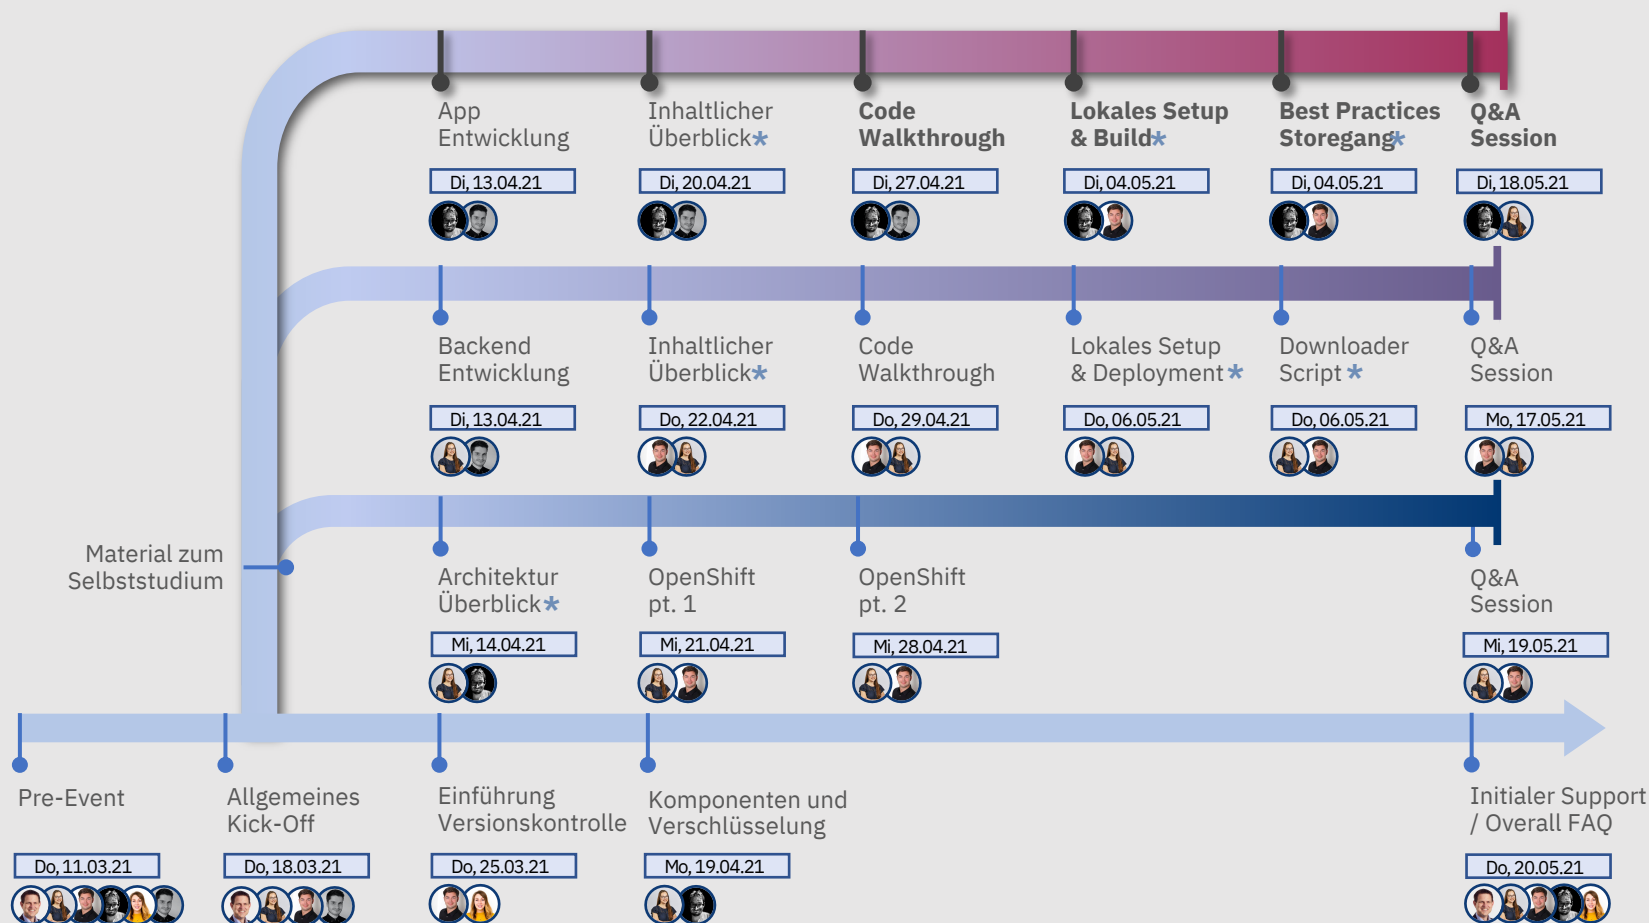 App
Entwicklung
Inhaltlicher
Überblick*
Code
Walkthrough
Lokales Setup
& Build*
Best Practices
Storegang*
Q&A
Session
Di, 13.04.21
Di, 20.04.21
Di, 27.04.21
Di, 04.05.21
Di, 04.05.21
Di, 18.05.21
Backend
Entwicklung
Inhaltlicher
Überblick*
Code
Walkthrough
Lokales Setup
& Deployment*
Downloader
Script*
Q&A
Session
Di, 13.04.21
Do, 22.04.21
Do, 29.04.21
Do, 06.05.21
Do, 06.05.21
Mo, 17.05.21
Material zum
Selbststudium
Architektur
Überblick*
OpenShift
pt. 1
OpenShift
pt. 2
Q&A
Session
Mi, 14.04.21
Mi, 21.04.21
Mi, 28.04.21
Mi, 19.05.21
Pre-Event
Allgemeines
Kick-Off
Einführung
Versionskontrolle
Komponenten und
Verschlüsselung
Initialer Support
/ Overall FAQ
Do, 11.03.21
Do, 18.03.21
Do, 25.03.21
Mo, 19.04.21
Do, 20.05.21